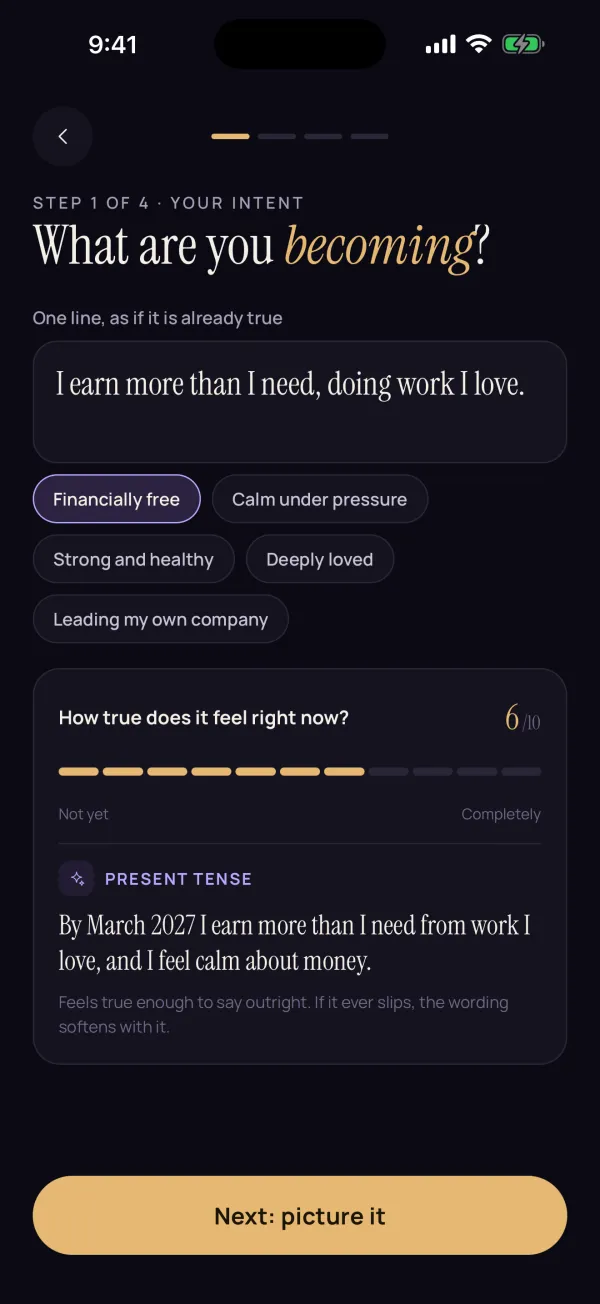 9:41
STEP 1 OF 4 · YOUR INTENT
What are you becoming?
One line, as if it is already true
I earn more than I need, doing work I love.
Financially free
Calm under pressure
Strong and healthy
Deeply loved
Leading my own company
How true does it feel right now?
6/10
Not yet
Completely
PRESENT TENSE
By March 2027 I earn more than I need from work I
love, and I feel calm about money.
Feels true enough to say outright. If it ever slips, the wording
softens with it.
Next: picture it